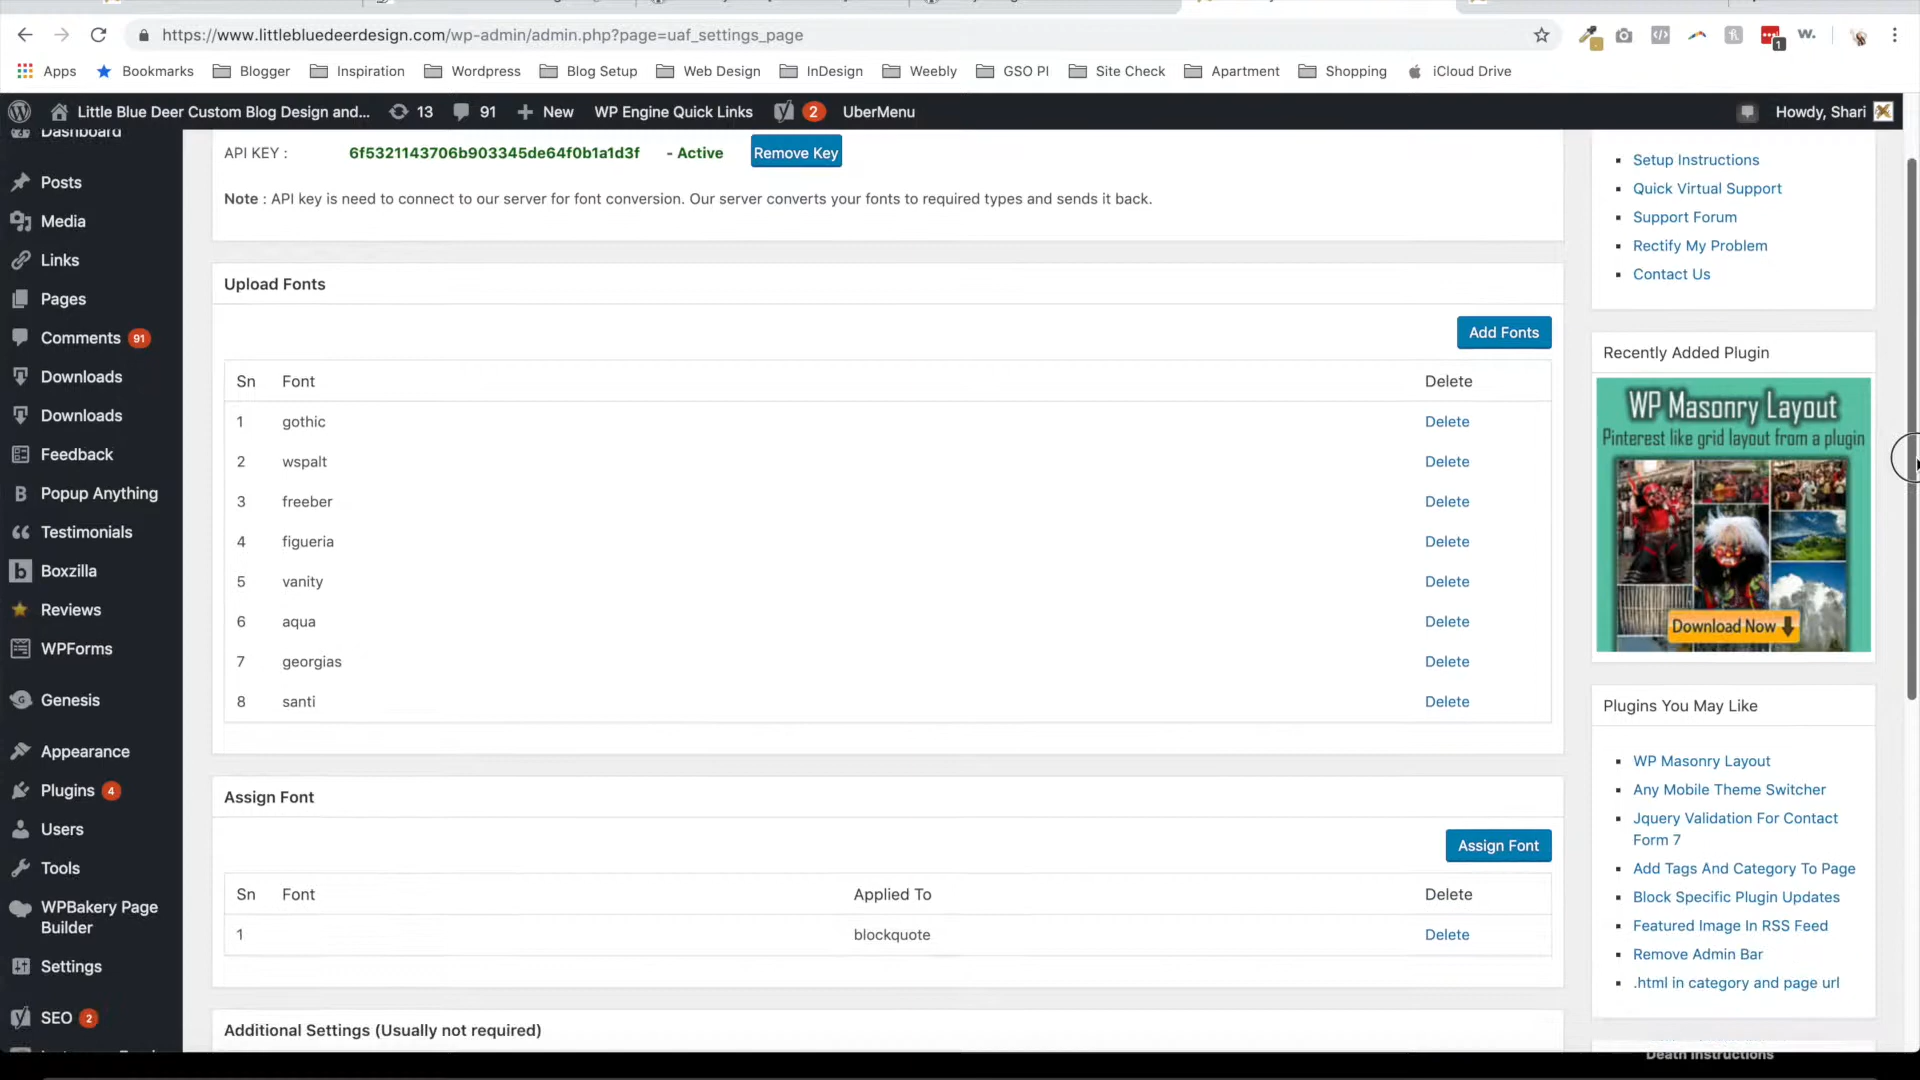 https://www.littlebluedeerdesign.com/wp-admin/admin.php?page=uaf_settings_page
1
W.
Apps
Bookmarks
Blogger
Inspiration
Wordpress
Blog Setup
Web Design
InDesign
Weebly
GSO PI
Site Check
Apartment
Shopping
iCloud Drive
Little Blue Deer Custom Blog Design and...
13
91
New
WP Engine Quick Links
2
UberMenu
Howdy, Shari
Dashboard
Posts
Media
Links
Pages
Comments 91
Downloads
Downloads
Feedback
Popup Anything
Testimonials
Boxzilla
Reviews
WPForms
Genesis
Appearance
Plugins 4
Users
Tools
WPBakery Page
Builder
Settings
SEO 2
API KEY :
6f5321143706b903345de64f0b1a1d3f
- Active
Remove Key
Note : API key is need to connect to our server for font conversion. Our server converts your fonts to required types and sends it back.
Upload Fonts
Add Fonts
Sn Font Delete
1 gothic Delete
2 wspalt Delete
3 freeber Delete
4 figueria Delete
5 vanity Delete
6 aqua Delete
7 georgias Delete
8 santi Delete
Assign Font
Assign Font
Sn Font Applied To Delete
1 blockquote Delete
Additional Settings (Usually not required)
Setup Instructions
Quick Virtual Support
Support Forum
Rectify My Problem
Contact Us
Recently Added Plugin
WP Masonry Layout
Pinterest like grid layout from a plugin
Download Now
Plugins You May Like
WP Masonry Layout
Any Mobile Theme Switcher
Jquery Validation For Contact
Form 7
Add Tags And Category To Page
Block Specific Plugin Updates
Featured Image In RSS Feed
Remove Admin Bar
.html in category and page url